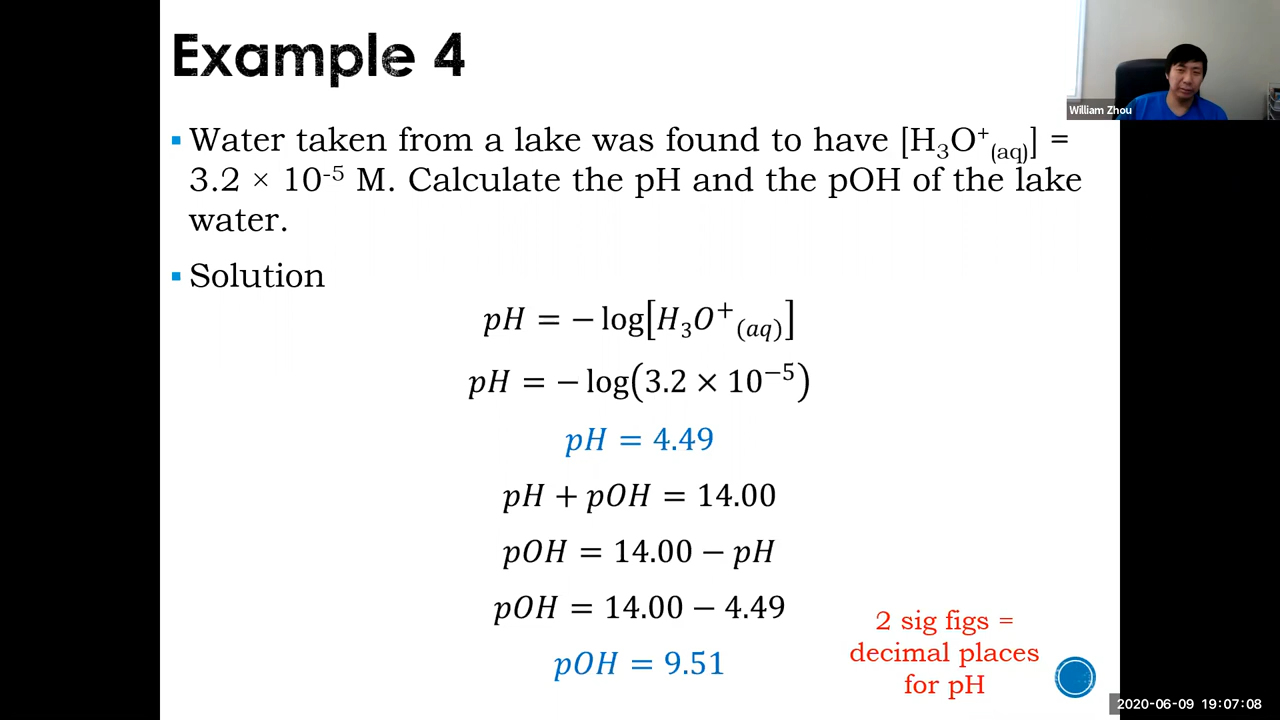 Example 4
William Zhou
▪ Water taken from a lake was found to have [H₃O⁺₍aq₎] =
3.2 × 10⁻⁵ M. Calculate the pH and the pOH of the lake
water.
▪ Solution
pH = − log[H₃O⁺₍aq₎]
pH = − log(3.2 × 10⁻⁵)
pH = 4.49
pH + pOH = 14.00
pOH = 14.00 − pH
pOH = 14.00 − 4.49
pOH = 9.51
2 sig figs =
decimal places
for pH
2020-06-09 19:07:08